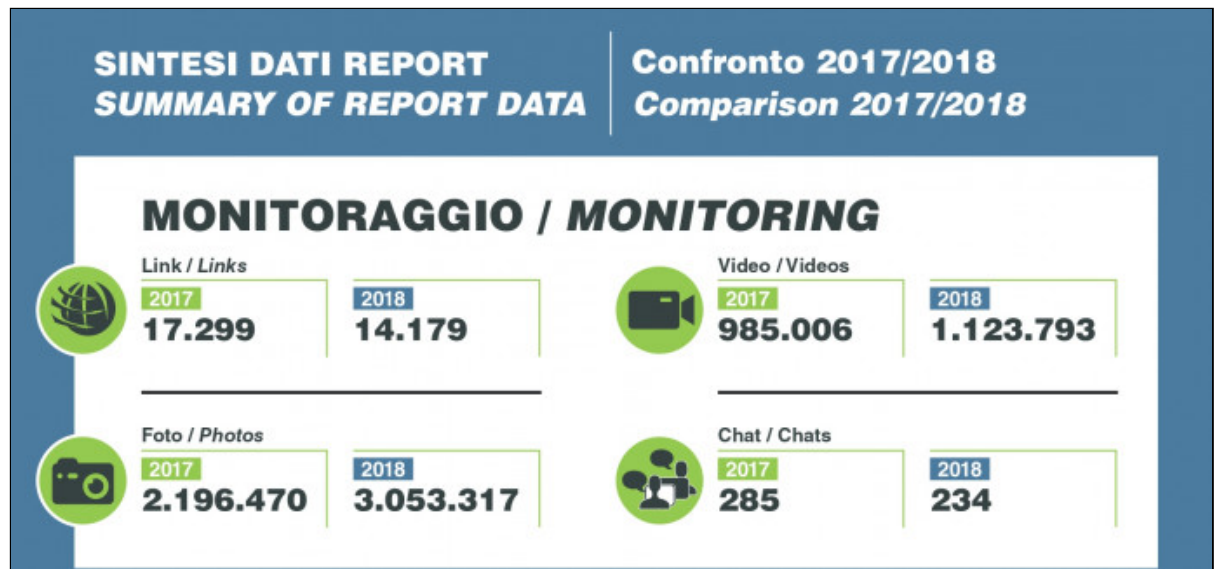 SINTESI DATI REPORT
SUMMARY OF REPORT DATA
Confronto 2017/2018
Comparison 2017/2018
MONITORAGGIO / MONITORING
Link / Links
2017
17.299
2018
14.179
Video / Videos
2017
985.006
2018
1.123.793
Foto / Photos
2017
2.196.470
2018
3.053.317
Chat / Chats
2017
285
2018
234